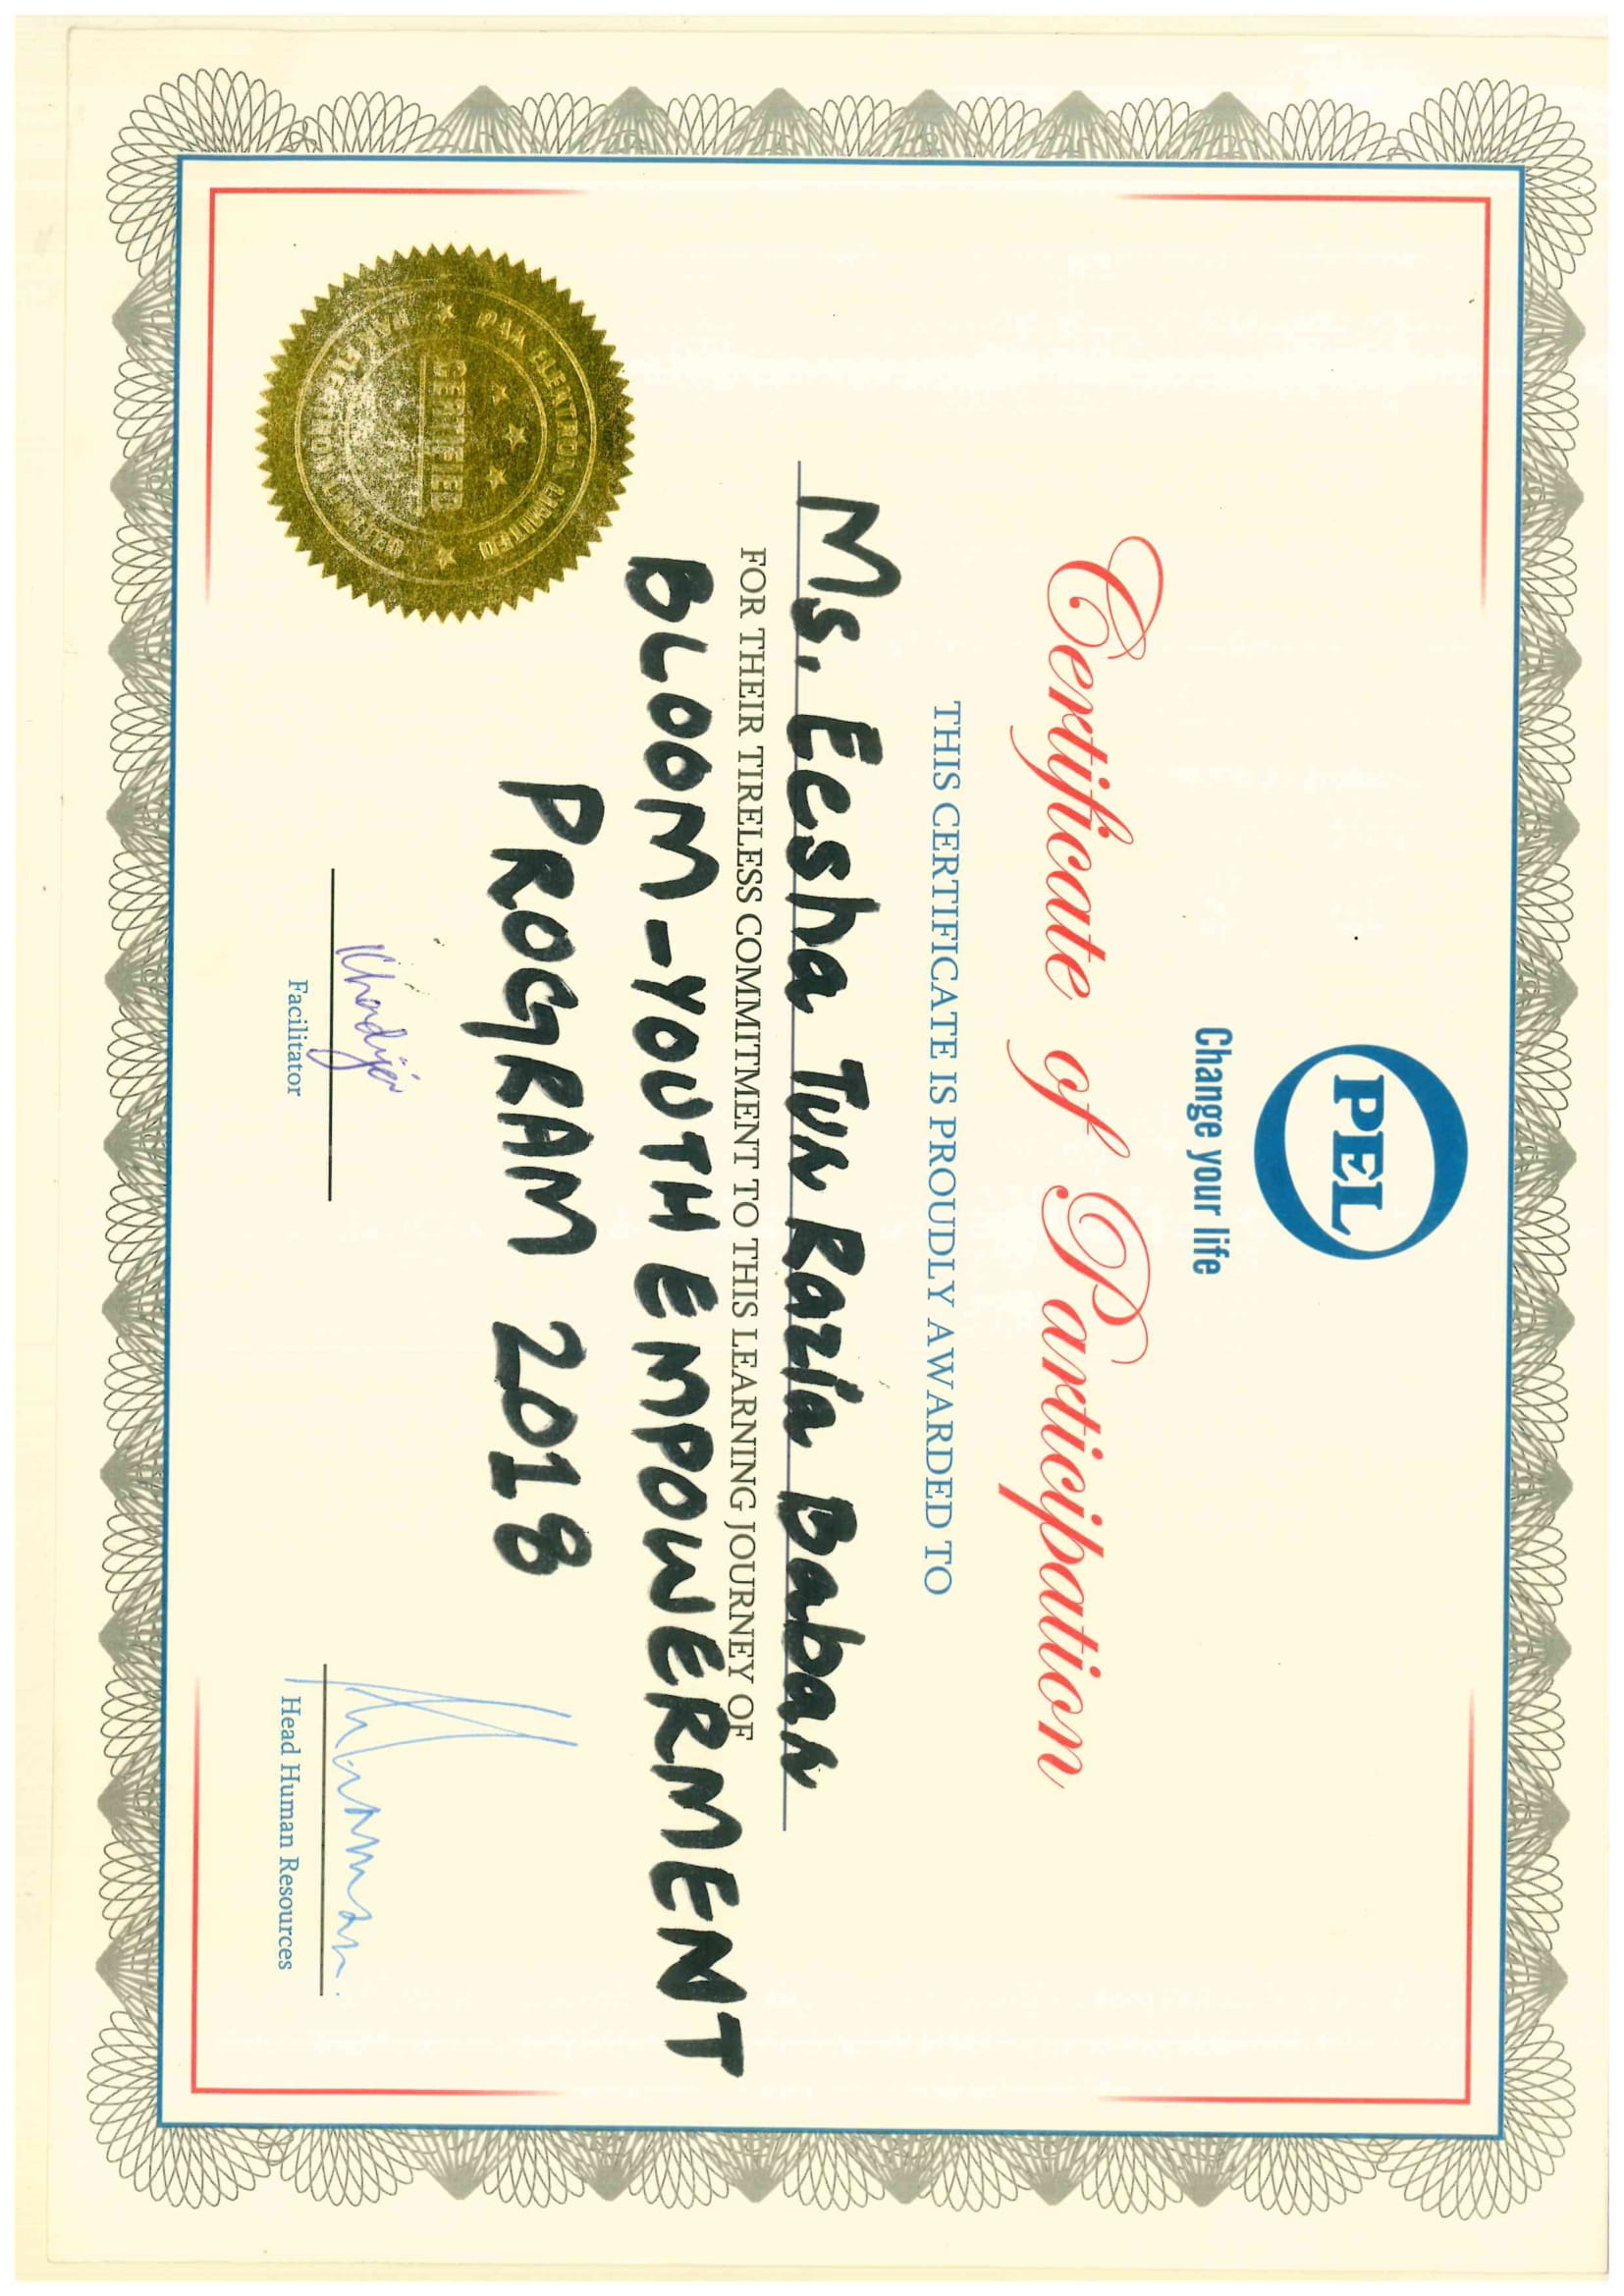 PEL
Change your life
Certificate of Participation
THIS CERTIFICATE IS PROUDLY AWARDED TO
Ms. Eesha Tur Razia Babar
FOR THEIR TIRELESS COMMITMENT TO THIS LEARNING JOURNEY OF
BLOOM-YOUTH EMPOWERMENT
PROGRAM 2018
PAK ELEKTRON LIMITED
CERTIFIED
PAK ELEKTRON LIMITED
Khadija
Facilitator
Head Human Resources